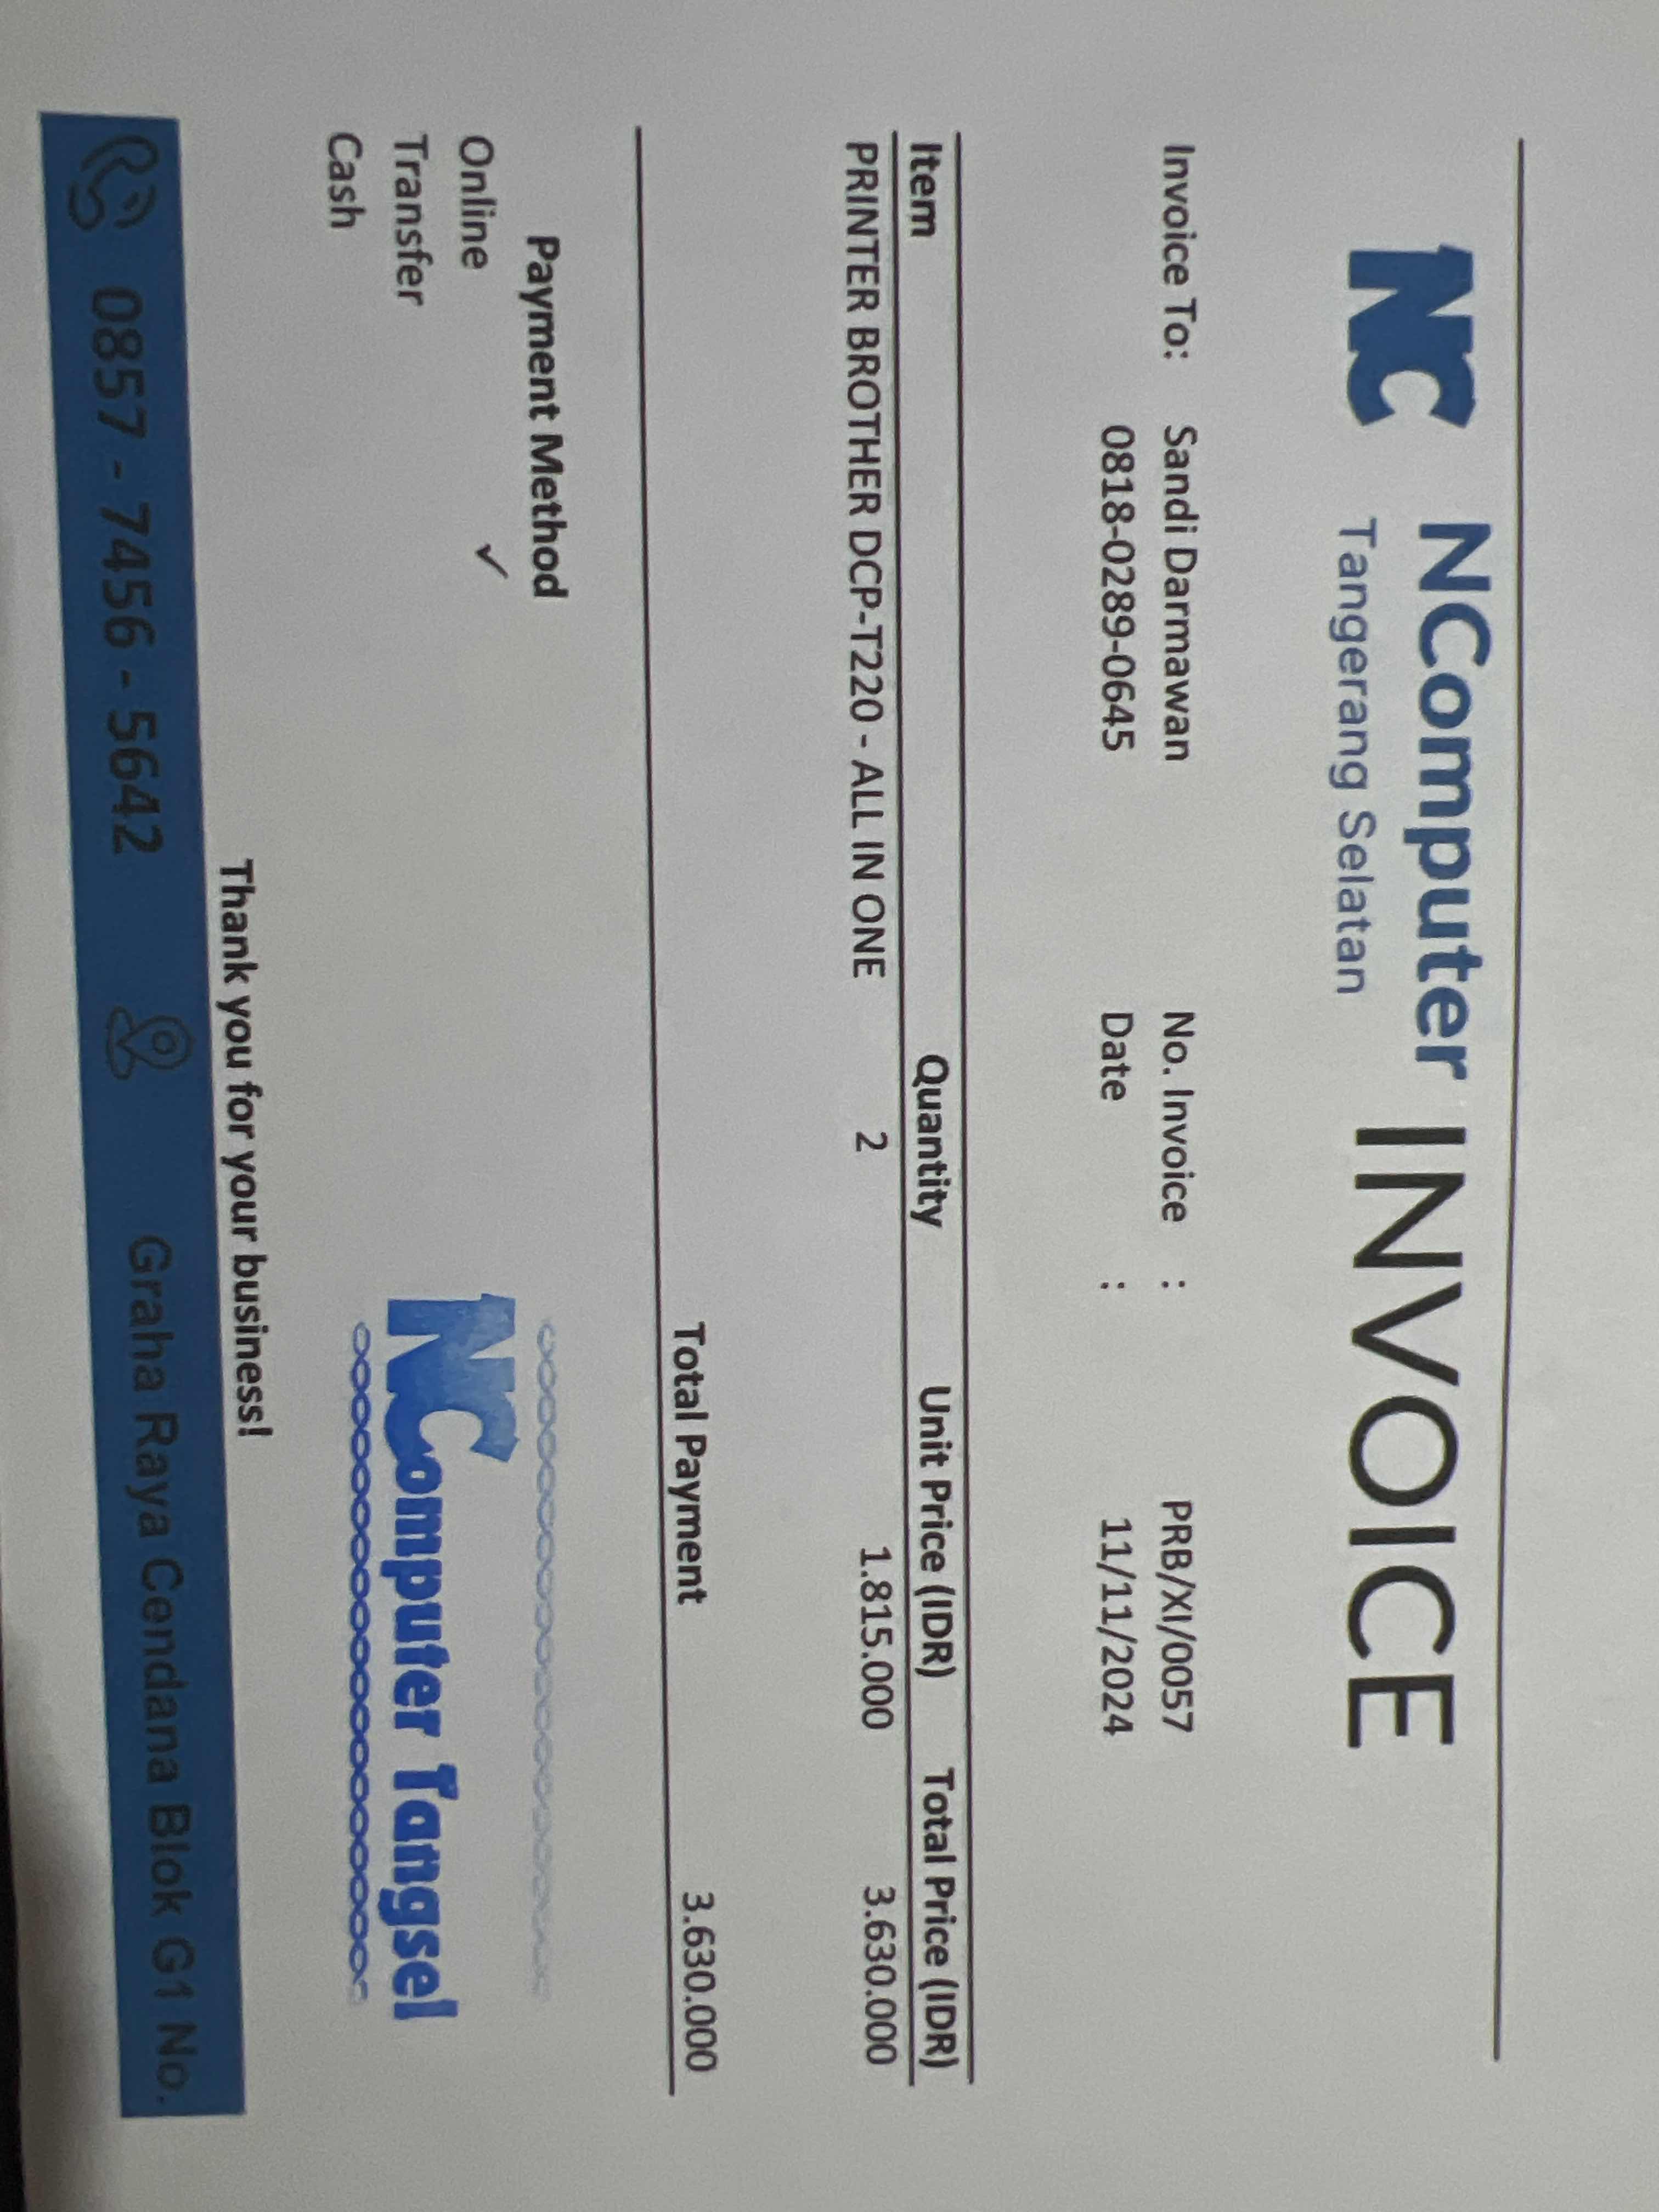 NC NComputer INVOICE
Tangerang Selatan
Invoice To: Sandi Darmawan No. Invoice : PRB/XI/0057
0818-0289-0645 Date : 11/11/2024
Item Quantity Unit Price (IDR) Total Price (IDR)
PRINTER BROTHER DCP-T220 - ALL IN ONE 2 1.815.000 3.630.000
Total Payment 3.630.000
Payment Method
Online ✓
Transfer
Cash
NComputer Tangsel
Thank you for your business!
0857 - 7456 - 5642 Graha Raya Cendana Blok G1 No.